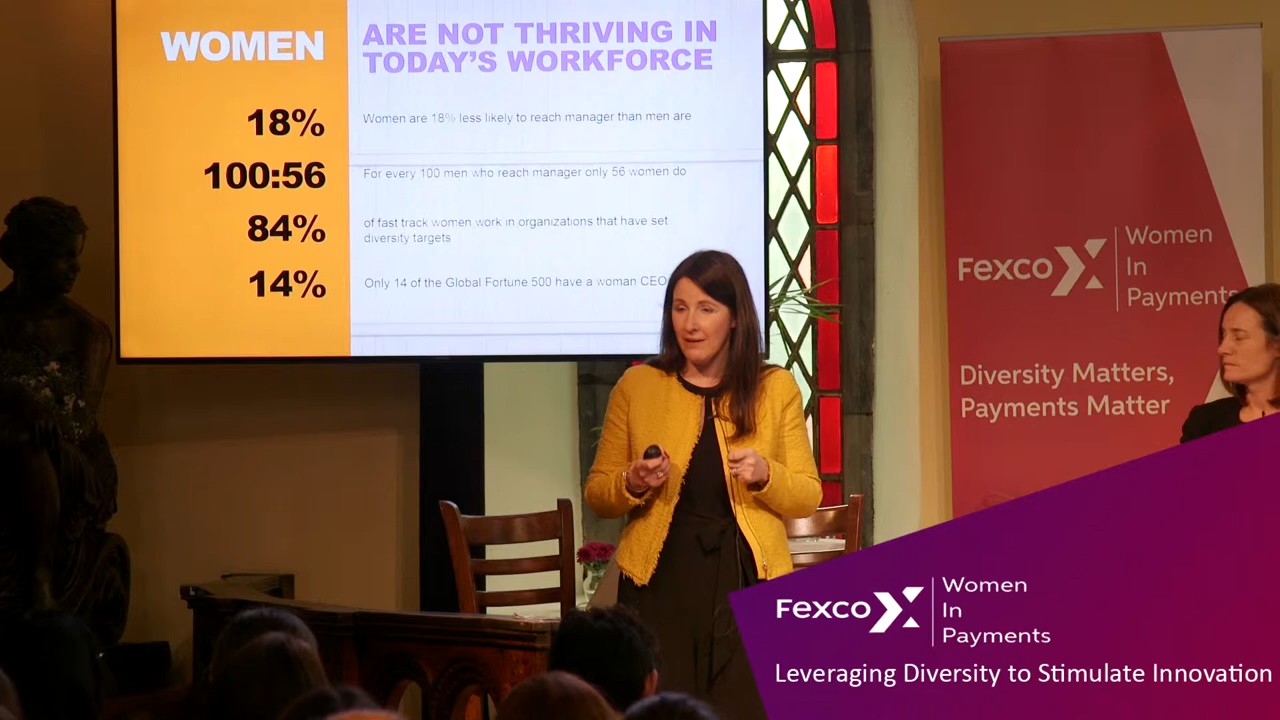 WOMEN
ARE NOT THRIVING IN
TODAY'S WORKFORCE
18%
Women are 18% less likely to reach manager than men are
100:56
For every 100 men who reach manager only 56 women do
84%
of fast track women work in organizations that have set
diversity targets
14%
Only 14 of the Global Fortune 500 have a woman CEO
Fexco
Women
In
Payments
Diversity Matters,
Payments Matter
Fexco
Women
In
Payments
Leveraging Diversity to Stimulate Innovation